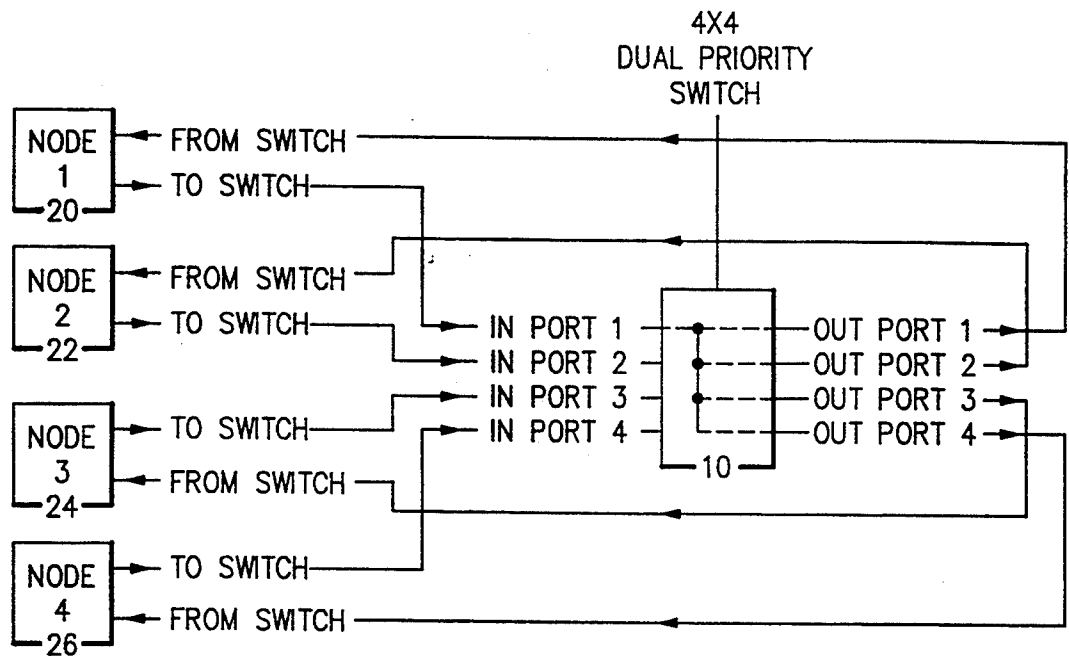 4X4
DUAL PRIORITY
SWITCH
NODE
1
20
FROM SWITCH
TO SWITCH
NODE
2
22
FROM SWITCH
TO SWITCH
IN PORT 1
IN PORT 2
IN PORT 3
IN PORT 4
10
OUT PORT 1
OUT PORT 2
OUT PORT 3
OUT PORT 4
NODE
3
24
TO SWITCH
FROM SWITCH
NODE
4
26
TO SWITCH
FROM SWITCH